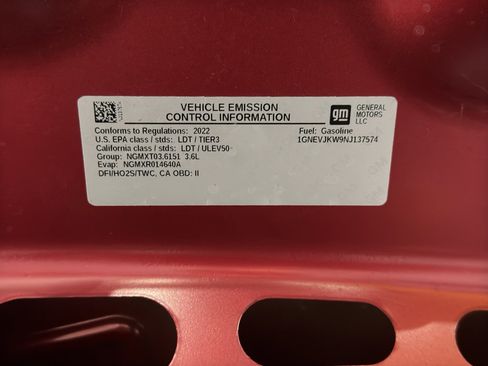 VEHICLE EMISSION
CONTROL INFORMATION
gm
GENERAL
MOTORS
LLC
Conforms to Regulations: 2022
Fuel: Gasoline
U.S. EPA class / stds: LDT / TIER3
1GNEVJKW9NJ137574
California class / stds: LDT / ULEV50
Group: NGMXT03.6151 3.6L
Evap: NGMXR014640A
DFI/HO2S/TWC, CA OBD: II